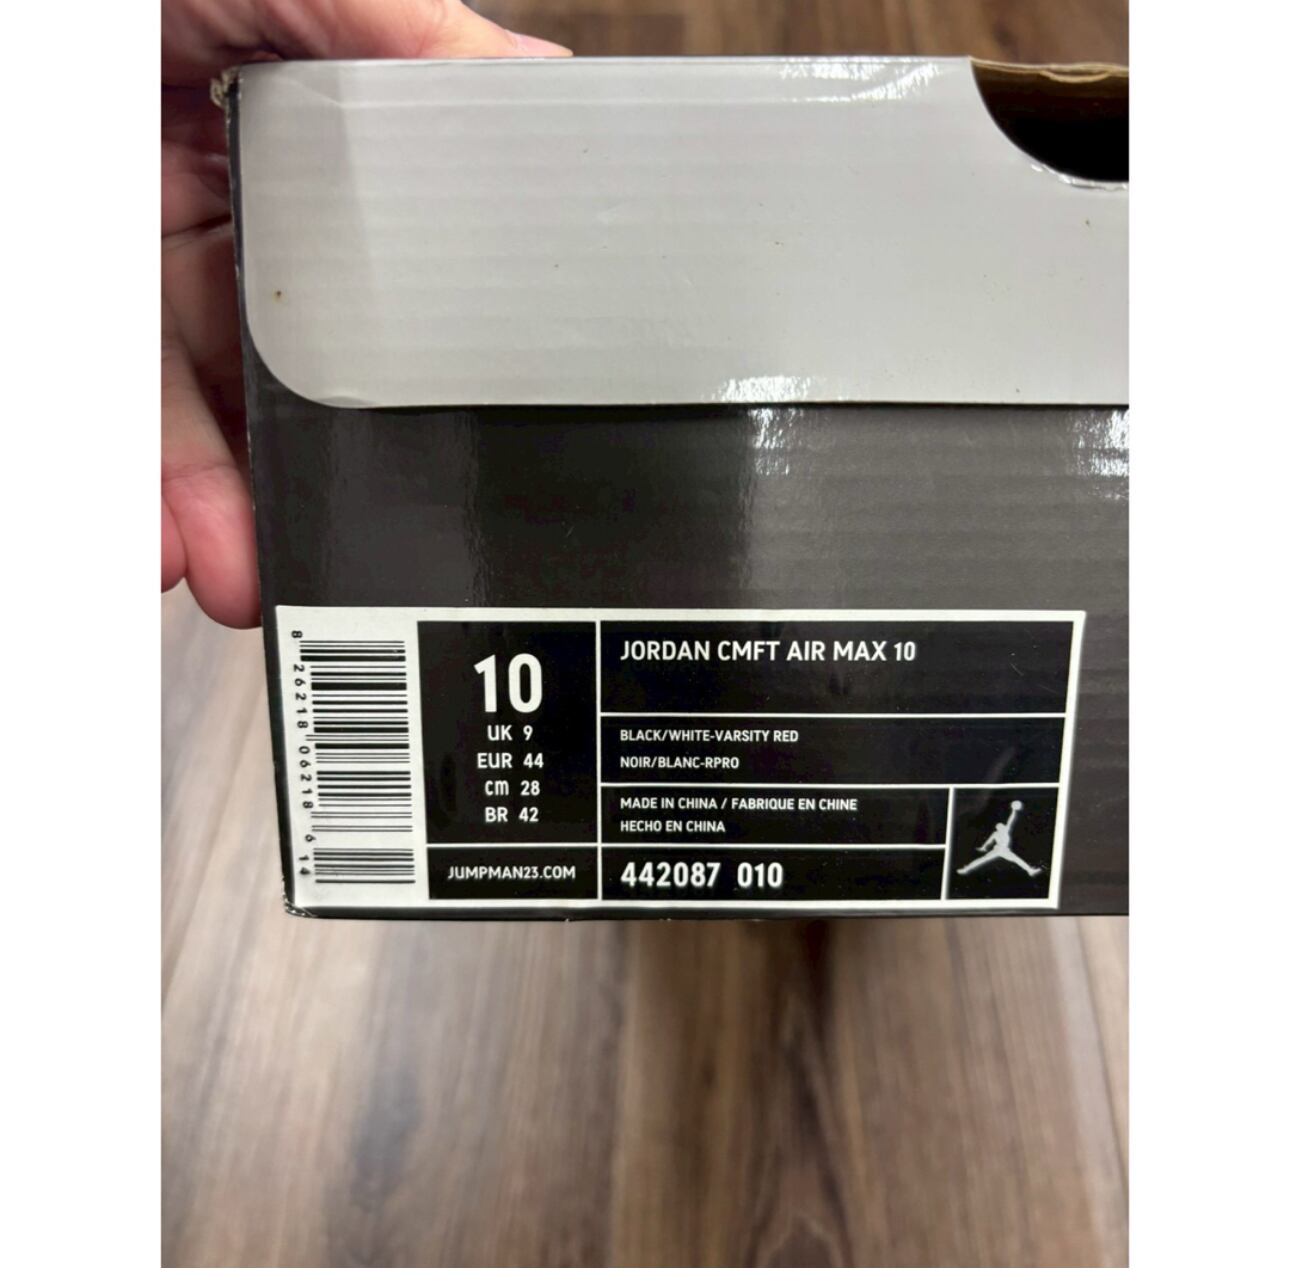 8 26218 06218 6 14
10
UK 9
EUR 44
cm 28
BR 42
JUMPMAN23.COM
JORDAN CMFT AIR MAX 10
BLACK/WHITE-VARSITY RED
NOIR/BLANC-RPRO
MADE IN CHINA / FABRIQUE EN CHINE
HECHO EN CHINA
442087 010